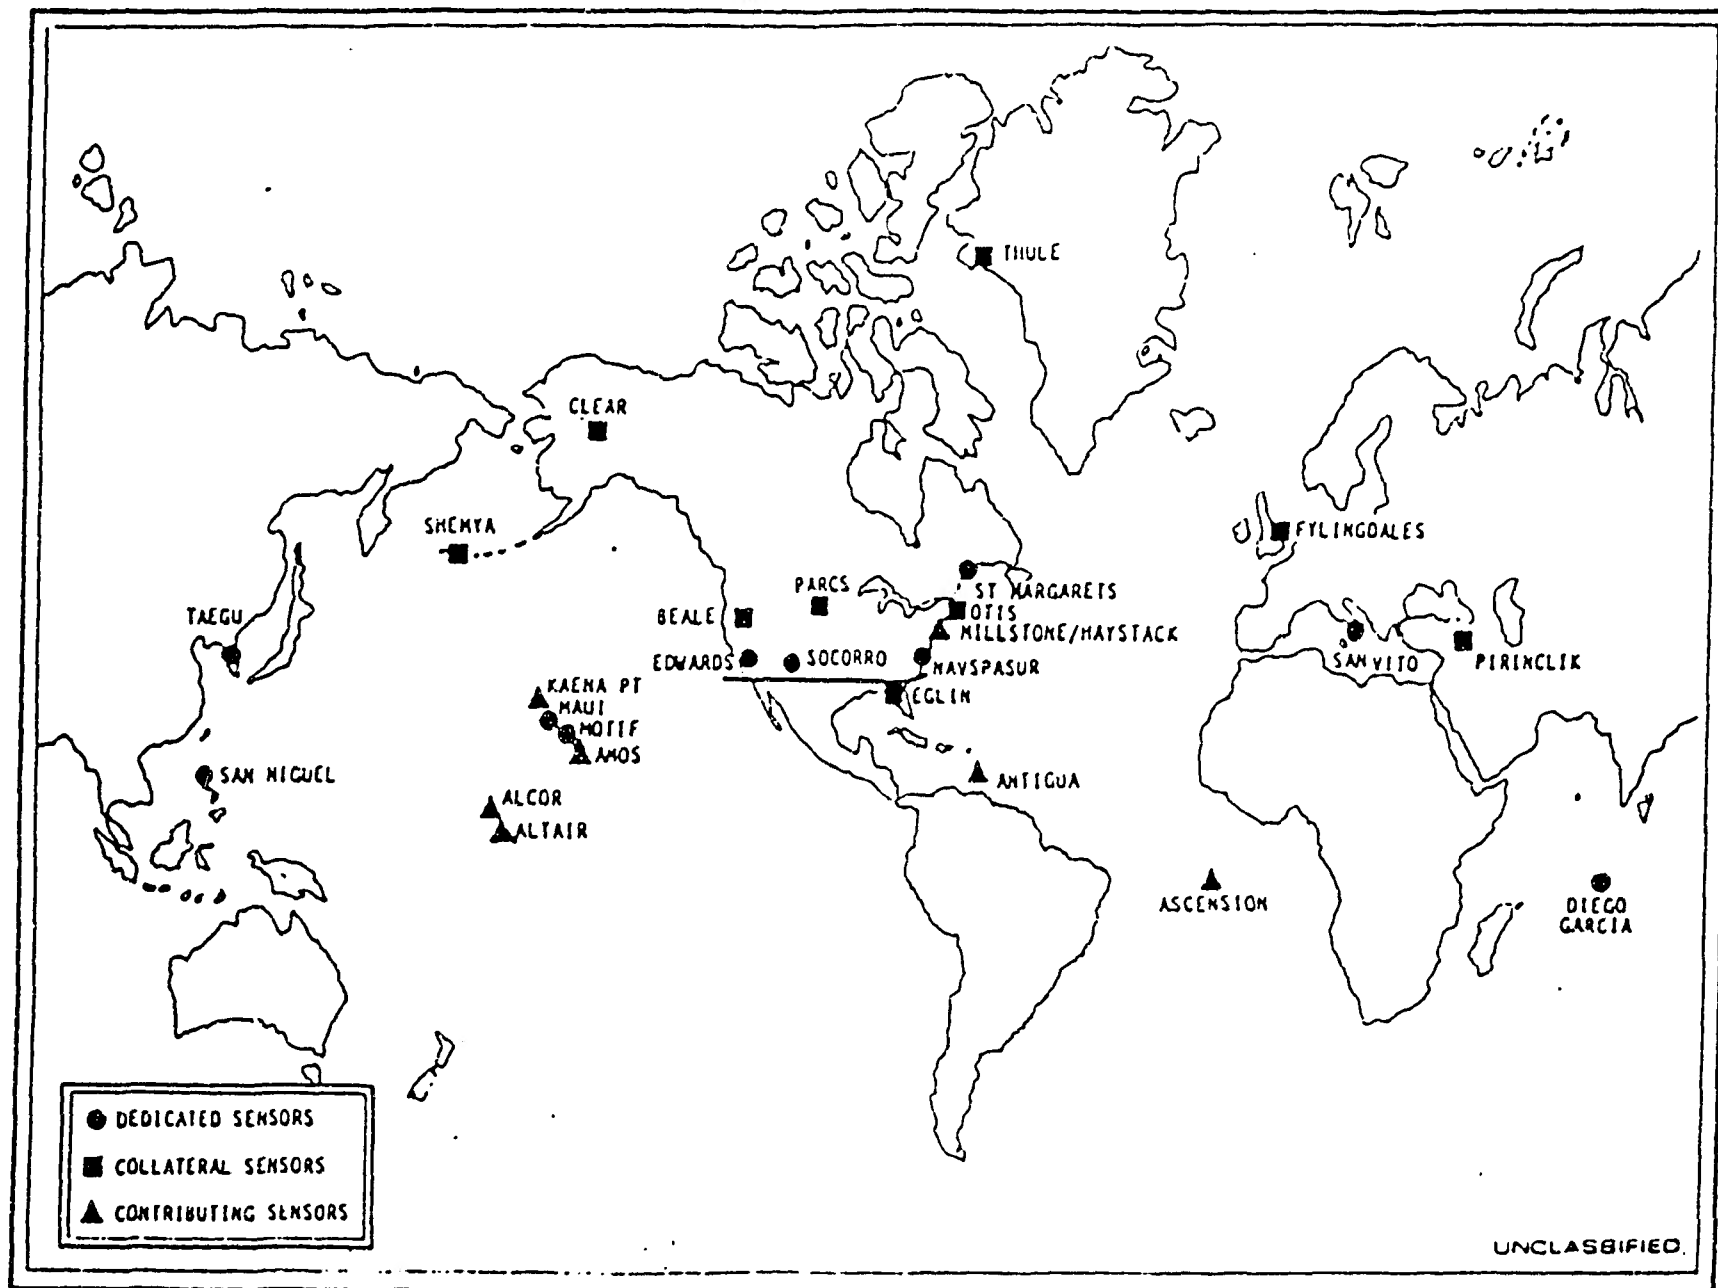 THULE
CLEAR
SHEMYA
FYLINGDALES
PARCS
ST MARGARETS
BEALE
OTIS
TAEGU
MILLSTONE/HAYSTACK
EDWARDS
SOCORRO
NAVSPASUR
SAN VITO
PIRINCLIK
KAENA PT
EGLIN
MAUI
MOTIF
AMOS
SAN MIGUEL
ANTIGUA
ALCOR
ALTAIR
ASCENSION
DIEGO
GARCIA
DEDICATED SENSORS
COLLATERAL SENSORS
CONTRIBUTING SENSORS
UNCLASSIFIED